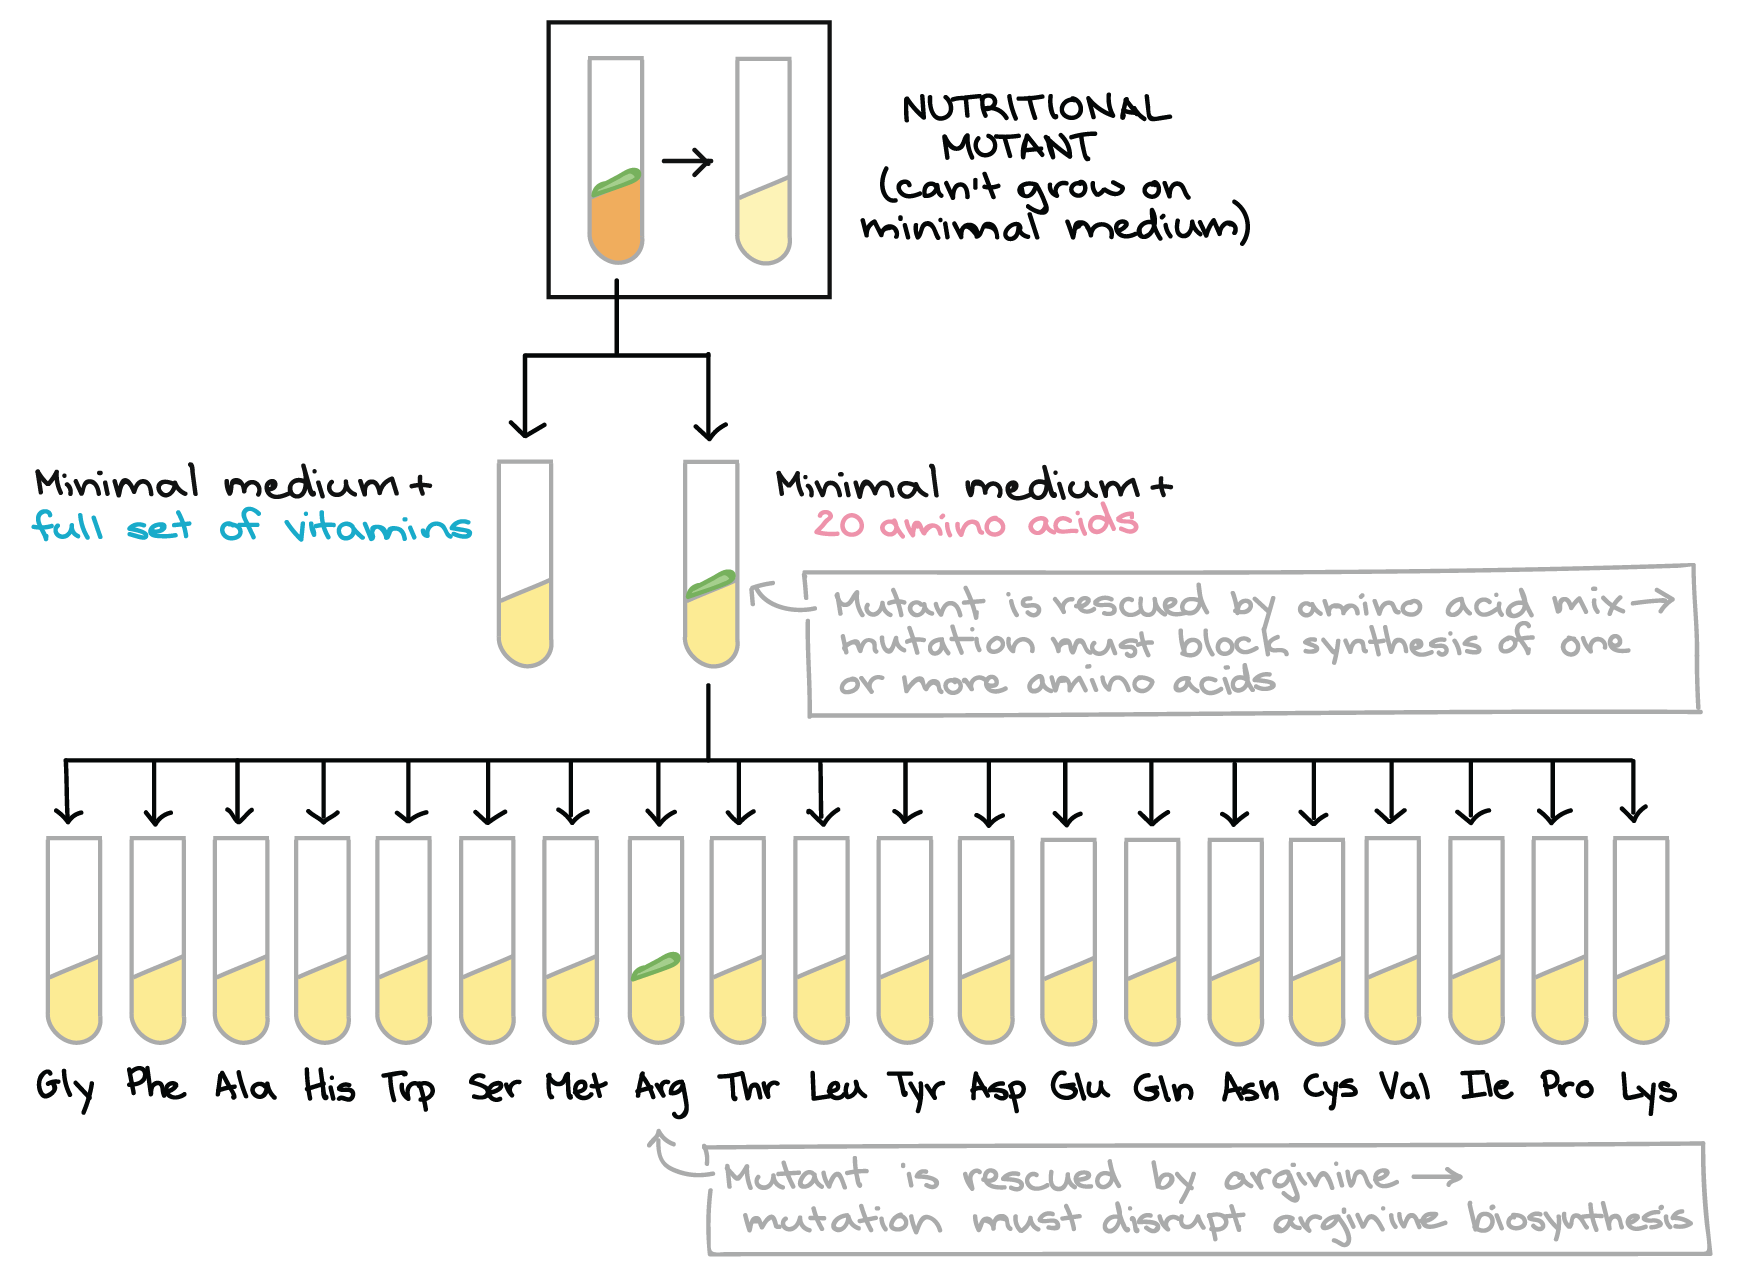 NUTRITIONAL
MUTANT
(can't grow on
minimal medium)
Minimal medium +
full set of vitamins
Minimal medium +
20 amino acids
Mutant is rescued by amino acid mix →
mutation must block synthesis of one
or more amino acids
Gly Phe Ala His Trp Ser Met Arg Thr Leu Tyr Asp Glu Gln Asn Cys Val Ile Pro Lys
Mutant is rescued by arginine →
mutation must disrupt arginine biosynthesis